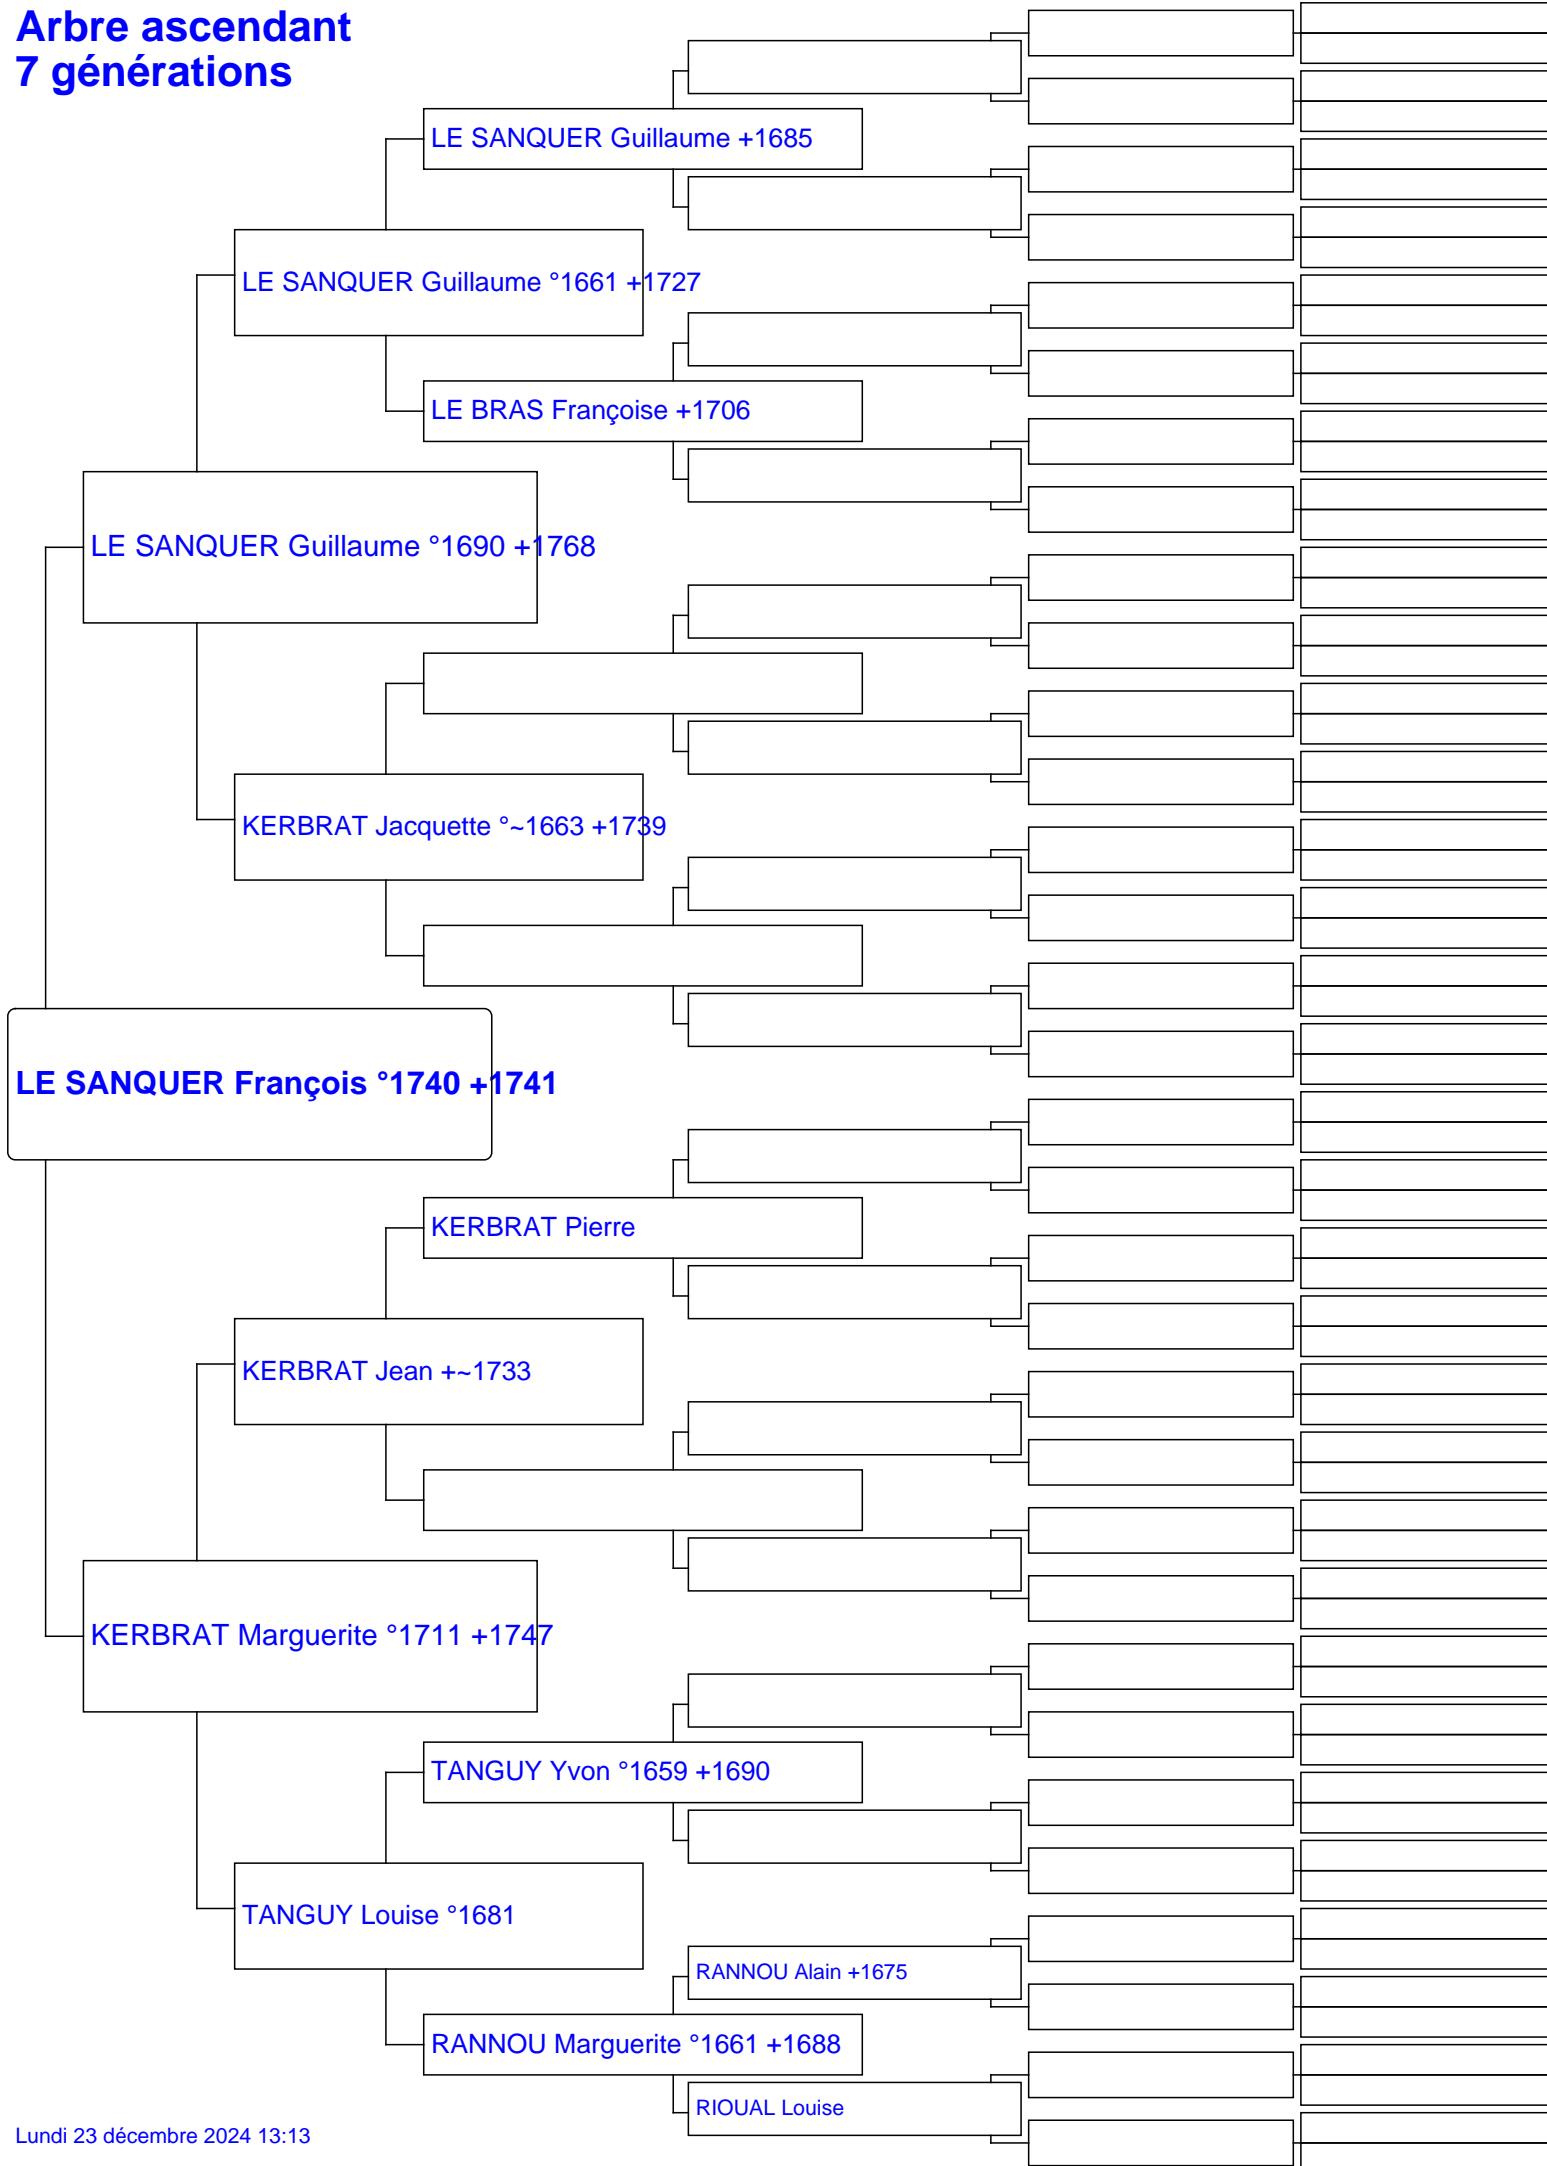 Arbre ascendant
7 générations
LE SANQUER Guillaume +1685
LE SANQUER Guillaume °1661 +1727
LE BRAS Françoise +1706
LE SANQUER Guillaume °1690 +1768
KERBRAT Jacquette °~1663 +1739
LE SANQUER François °1740 +1741
KERBRAT Pierre
KERBRAT Jean +~1733
KERBRAT Marguerite °1711 +1747
TANGUY Yvon °1659 +1690
TANGUY Louise °1681
RANNOU Alain +1675
RANNOU Marguerite °1661 +1688
RIOUAL Louise
Lundi 23 décembre 2024 13:13